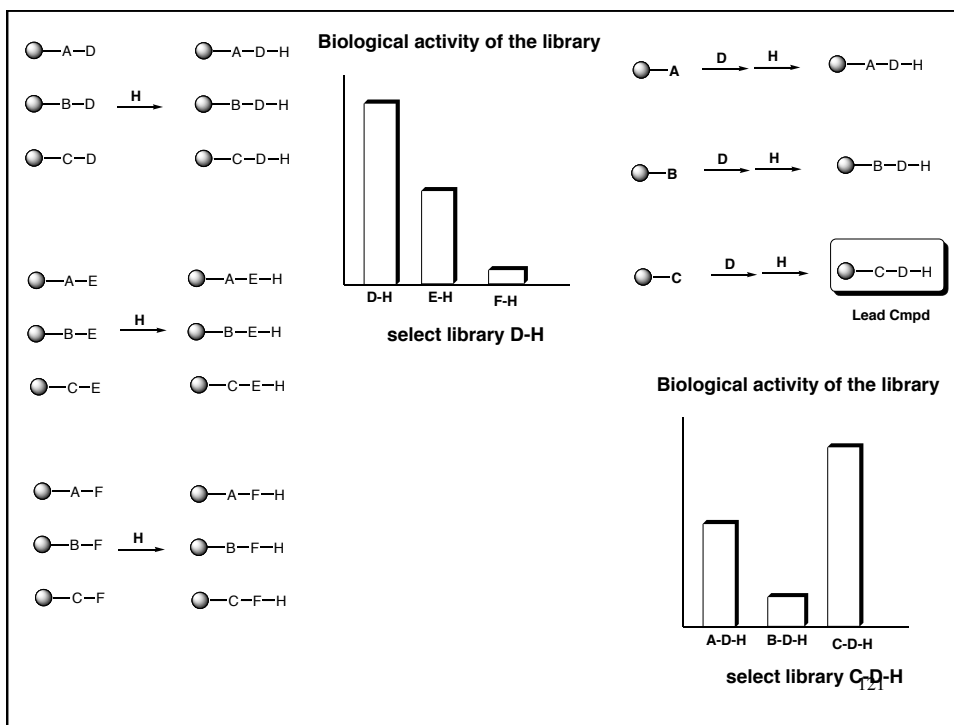 A-D
A-D-H
B-D
H
B-D-H
C-D
C-D-H
A-E
A-E-H
B-E
H
B-E-H
C-E
C-E-H
A-F
A-F-H
B-F
H
B-F-H
C-F
C-F-H
Biological activity of the library
D-H
E-H
F-H
select library D-H
A
D
H
A-D-H
B
D
H
B-D-H
C
D
H
C-D-H
Lead Cmpd
Biological activity of the library
A-D-H
B-D-H
C-D-H
select library C-D-H
121